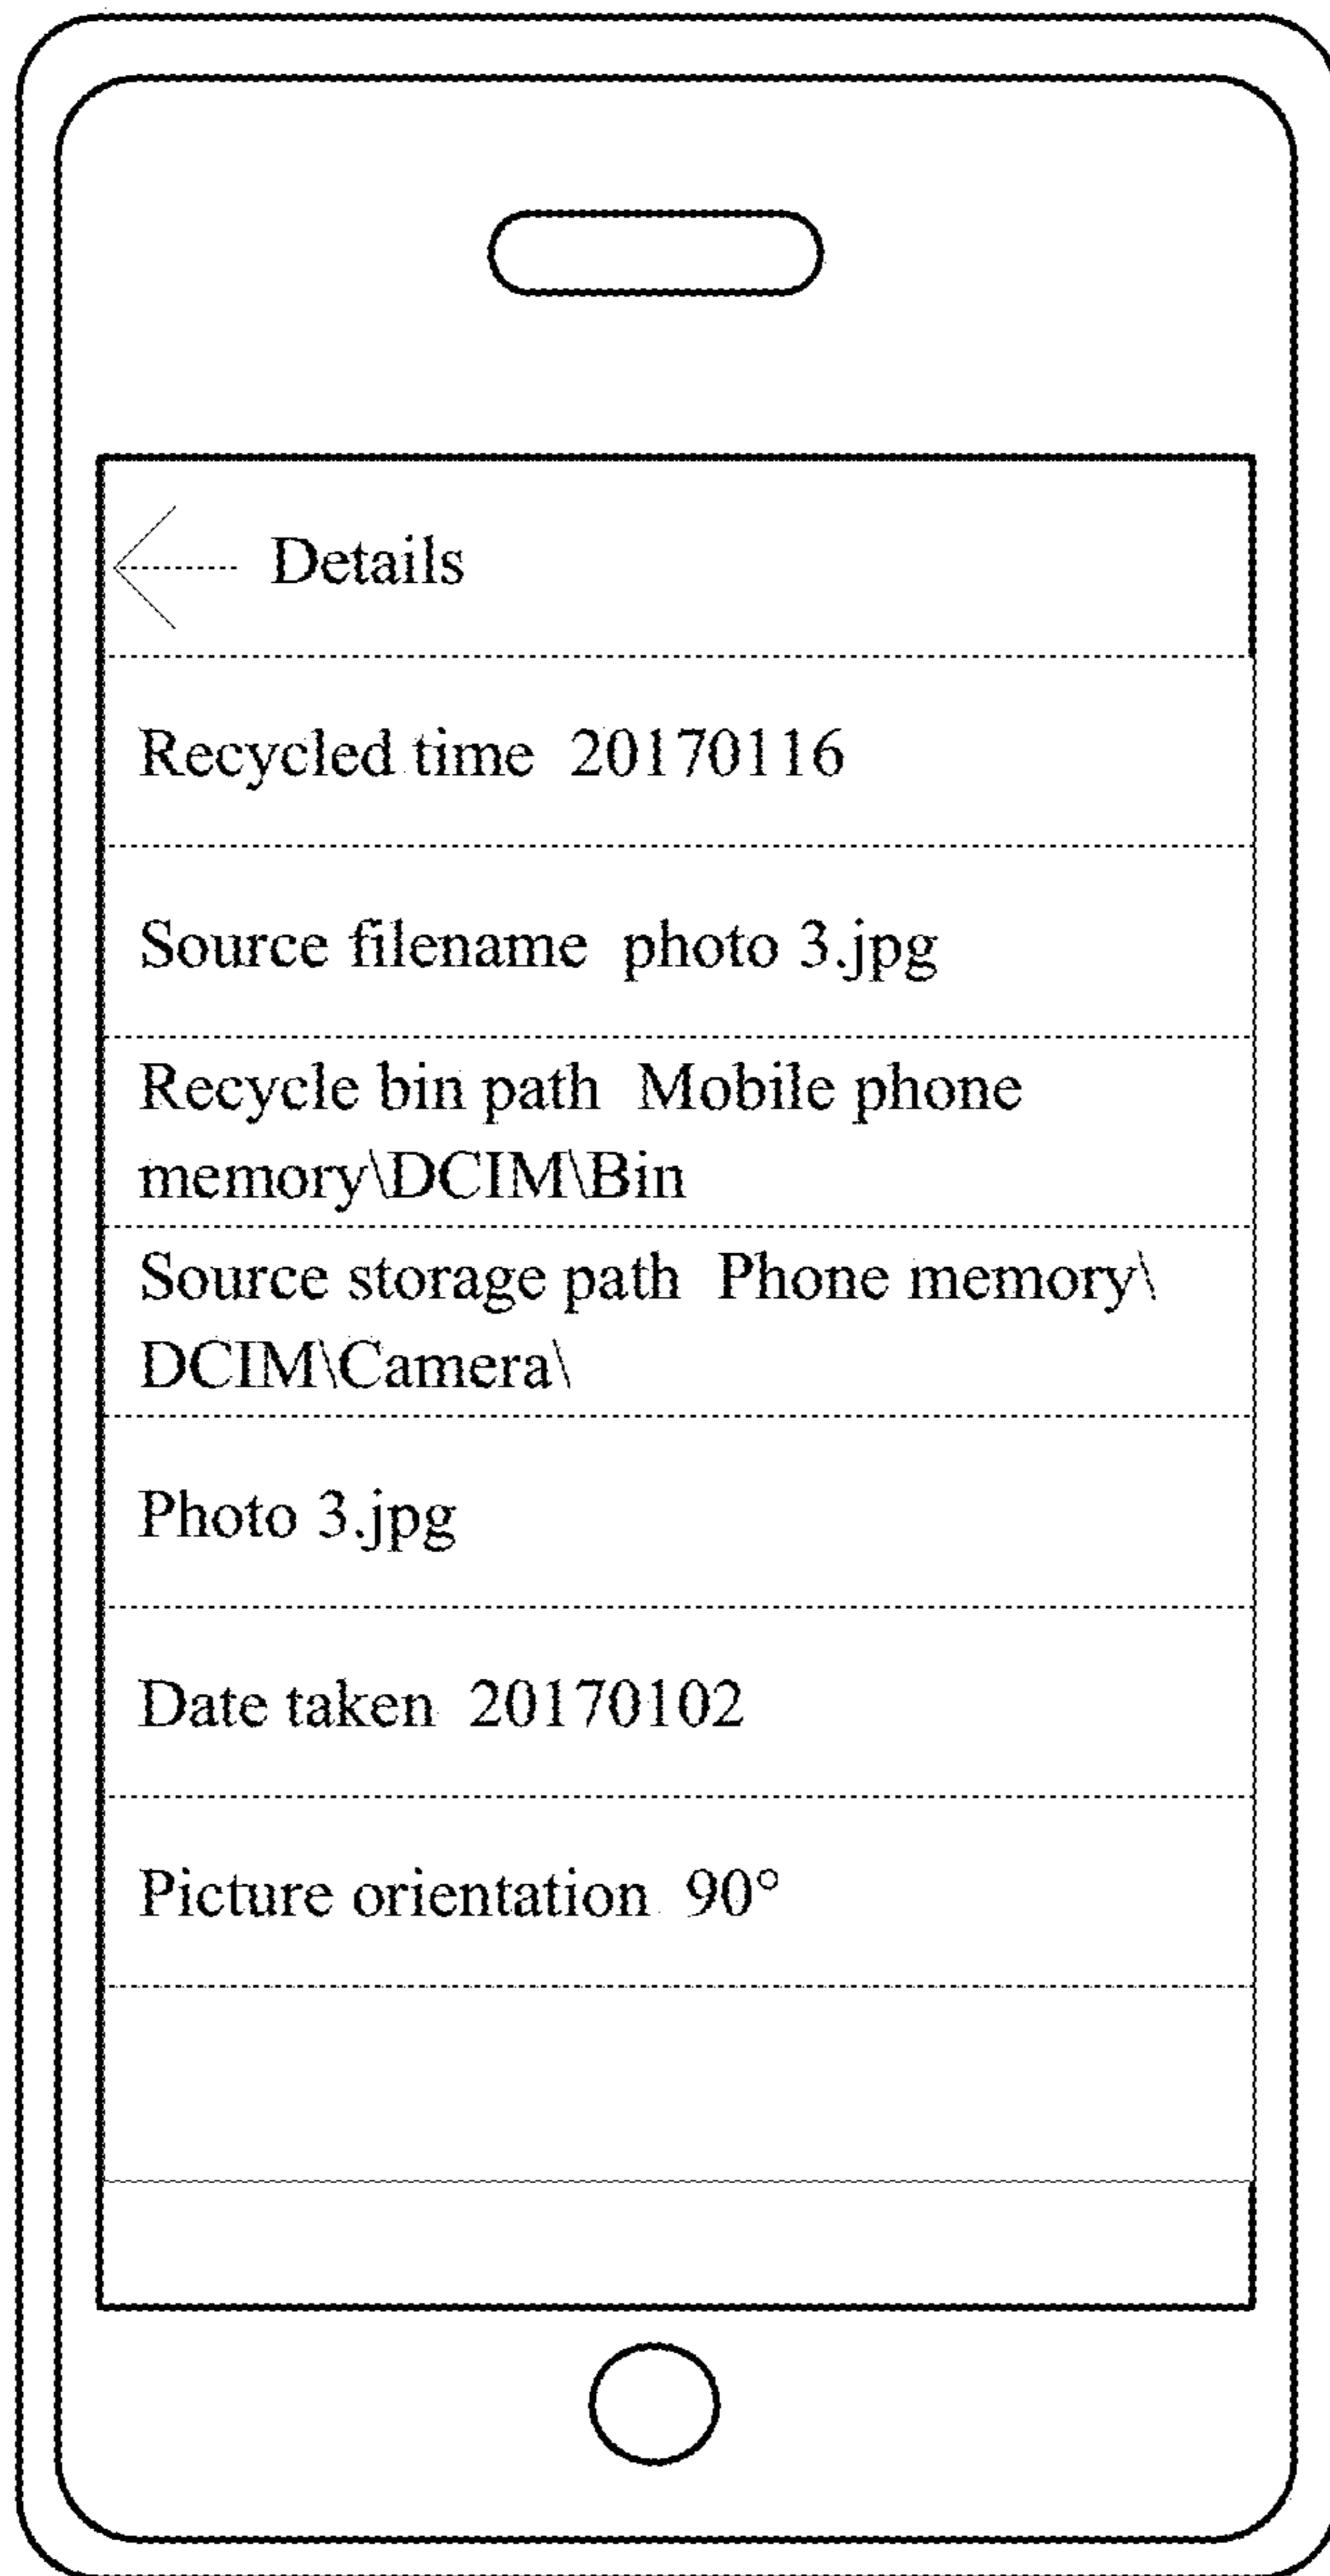 Details
Recycled time 20170116
Source filename photo 3.jpg
Recycle bin path Mobile phone
memory\DCIM\Bin
Source storage path Phone memory\
DCIM\Camera\
Photo 3.jpg
Date taken 20170102
Picture orientation 90°